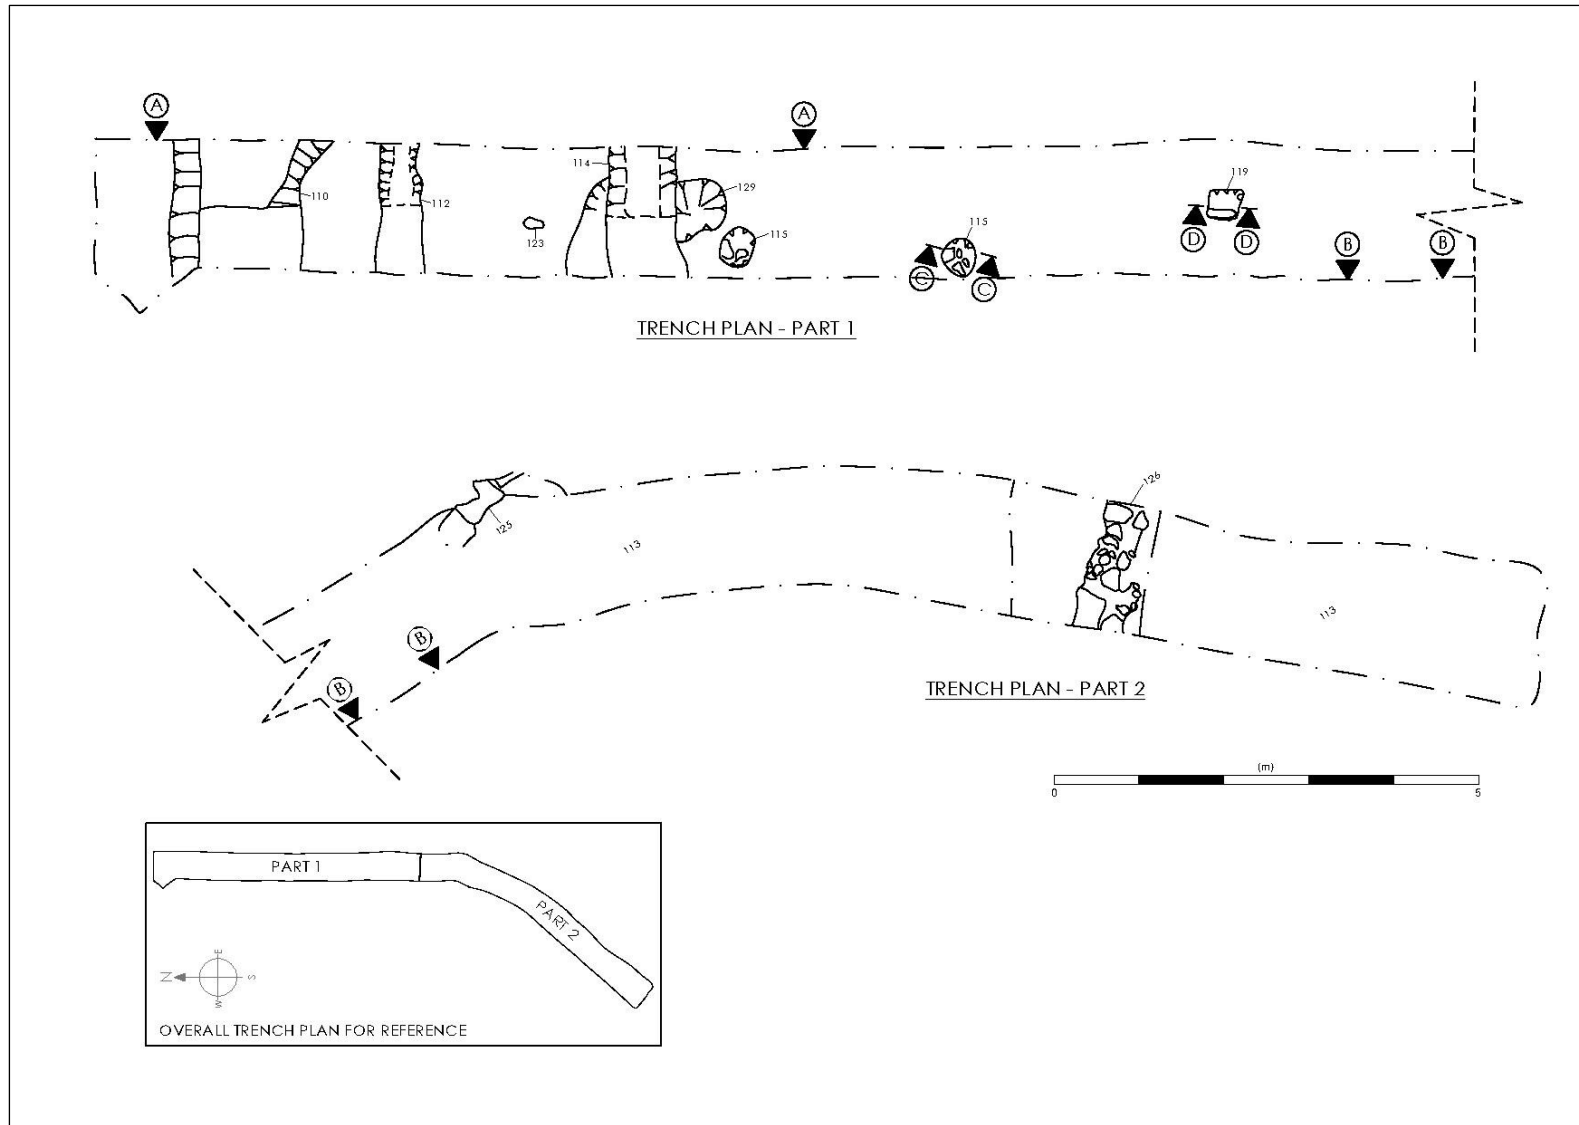 A
A
114
129
119
110
112
123
115
115
D
D
B
B
C
C
TRENCH PLAN - PART 1
126
125
113
113
B
B
TRENCH PLAN - PART 2
(m)
0
5
PART 1
PART 2
E
N
S
W
OVERALL TRENCH PLAN FOR REFERENCE